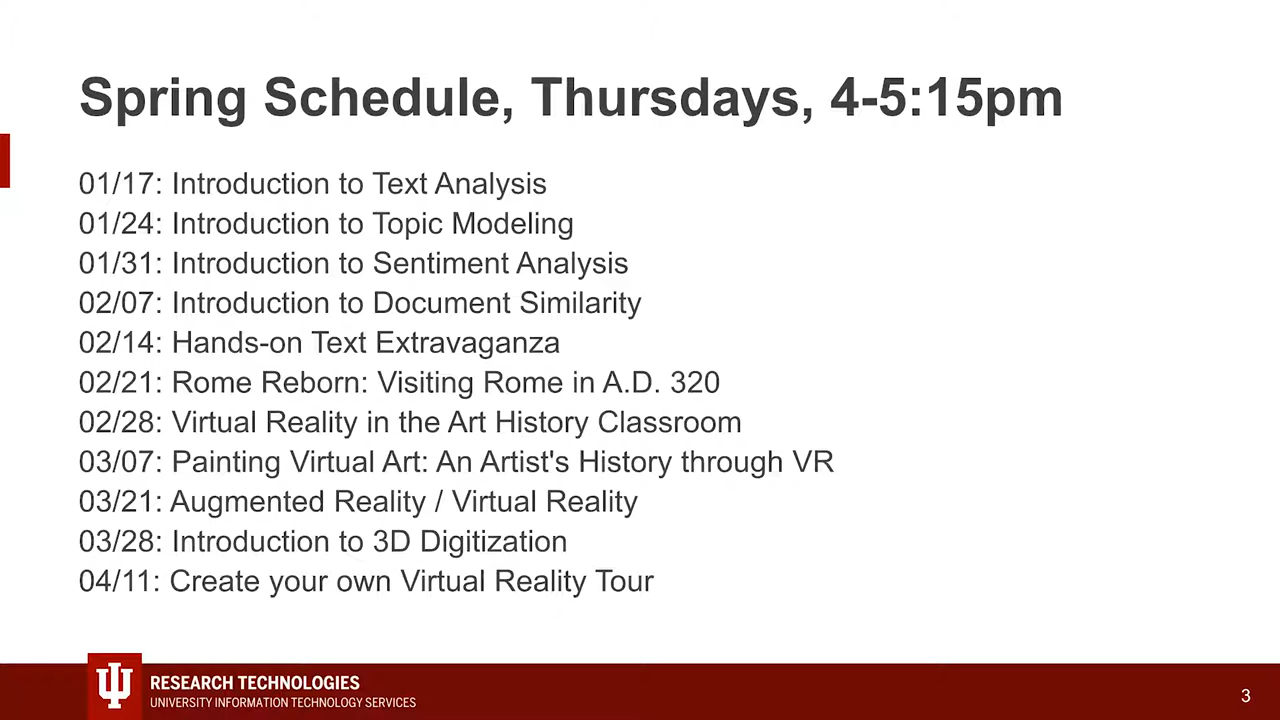 Spring Schedule, Thursdays, 4-5:15pm
01/17: Introduction to Text Analysis
01/24: Introduction to Topic Modeling
01/31: Introduction to Sentiment Analysis
02/07: Introduction to Document Similarity
02/14: Hands-on Text Extravaganza
02/21: Rome Reborn: Visiting Rome in A.D. 320
02/28: Virtual Reality in the Art History Classroom
03/07: Painting Virtual Art: An Artist's History through VR
03/21: Augmented Reality / Virtual Reality
03/28: Introduction to 3D Digitization
04/11: Create your own Virtual Reality Tour
RESEARCH TECHNOLOGIES
UNIVERSITY INFORMATION TECHNOLOGY SERVICES
3